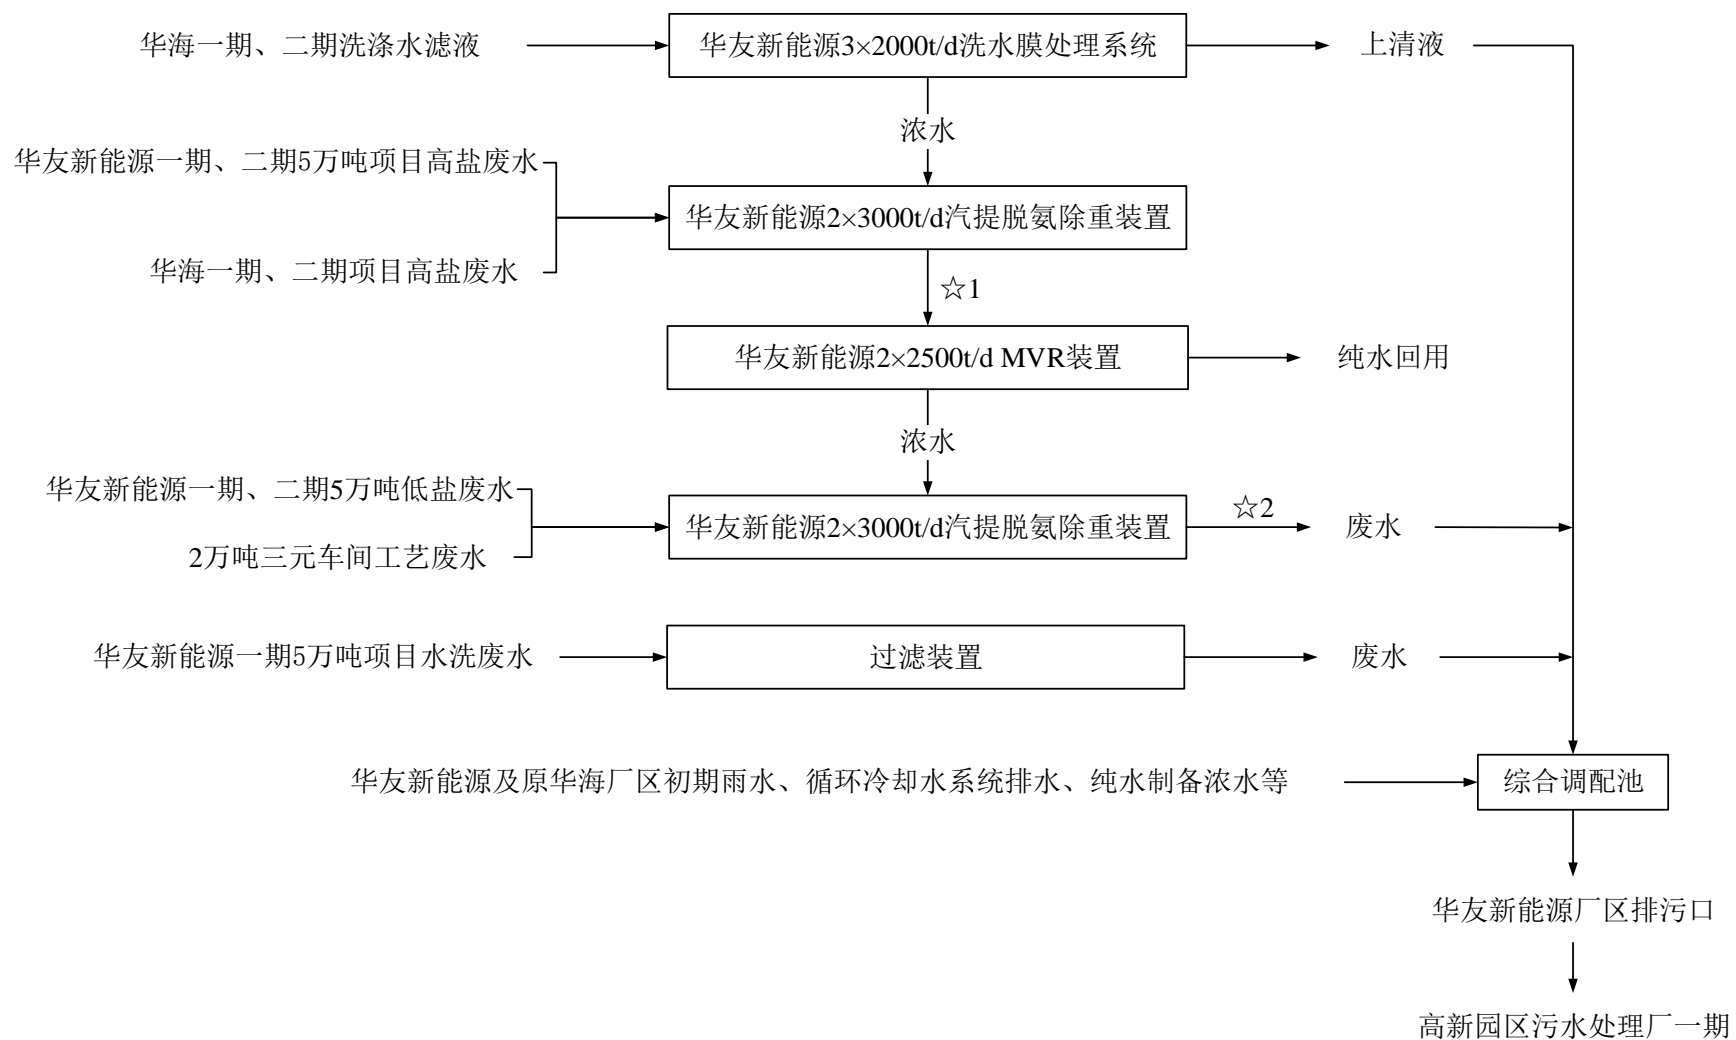 华海一期、二期洗涤水滤液
华友新能源3×2000t/d洗水膜处理系统
上清液
浓水
华友新能源一期、二期5万吨项目高盐废水
华友新能源2×3000t/d汽提脱氨除重装置
华海一期、二期项目高盐废水
☆1
华友新能源2×2500t/d MVR装置
纯水回用
浓水
华友新能源一期、二期5万吨低盐废水
华友新能源2×3000t/d汽提脱氨除重装置
☆2
废水
2万吨三元车间工艺废水
华友新能源一期5万吨项目水洗废水
过滤装置
废水
华友新能源及原华海厂区初期雨水、循环冷却水系统排水、纯水制备浓水等
综合调配池
华友新能源厂区排污口
高新园区污水处理厂一期